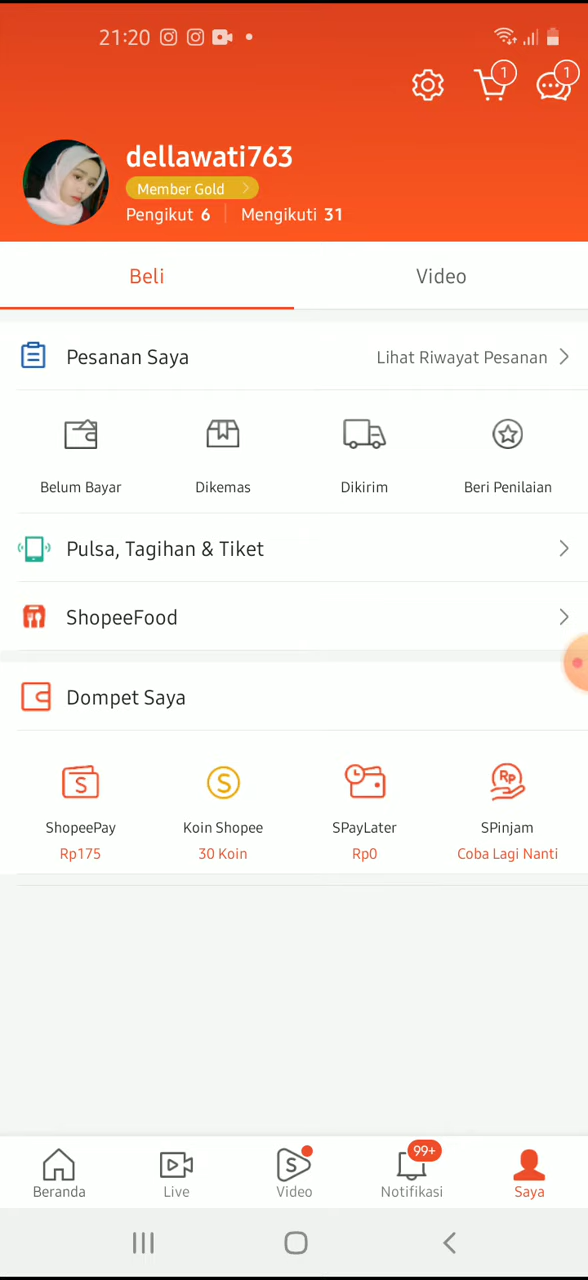 21:20
1
1
dellawati763
Member Gold
Pengikut 6
Mengikuti 31
Beli
Video
Pesanan Saya
Lihat Riwayat Pesanan
Belum Bayar
Dikemas
Dikirim
Beri Penilaian
Pulsa, Tagihan & Tiket
ShopeeFood
Dompet Saya
S
S
Rp
ShopeePay
Koin Shopee
SPayLater
SPinjam
Rp175
30 Koin
Rp0
Coba Lagi Nanti
S
99+
Beranda
Live
Video
Notifikasi
Saya